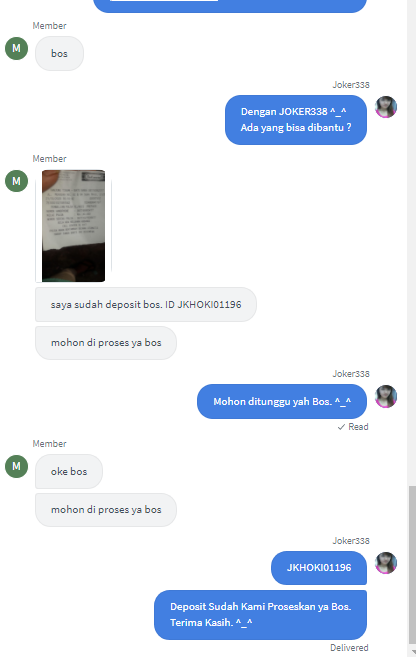 Member
M
bos
Joker338
Dengan JOKER338 ^_^
Ada yang bisa dibantu ?
Member
M
saya sudah deposit bos. ID JKHOKI01196
mohon di proses ya bos
Joker338
Mohon ditunggu yah Bos. ^_^
✓ Read
Member
M
oke bos
mohon di proses ya bos
Joker338
JKHOKI01196
Deposit Sudah Kami Proseskan ya Bos.
Terima Kasih. ^_^
Delivered